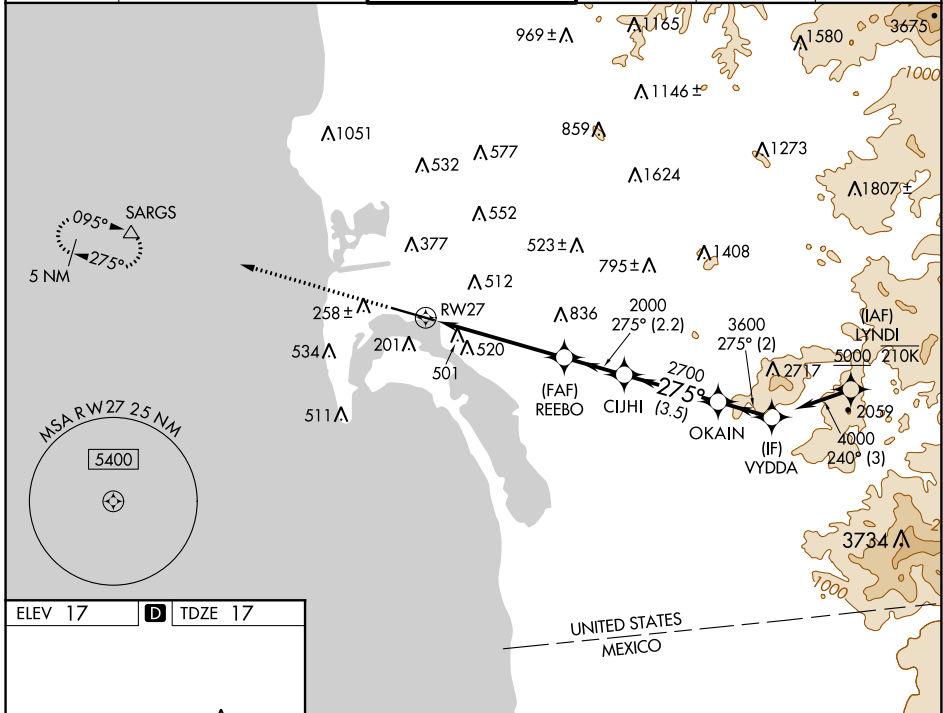 1165
969 ±
1580
3675
1000
1146 ±
1051
859
1273
577
532
1624
1807 ±
552
095°
SARGS
377
523 ±
1408
275°
5 NM
795 ±
512
2000
275° (2.2)
(IAF)
LYNDI
258 ±
RW27
836
3600
275° (2)
5000 210K
534
201
520
501
2700
275°
(3.5)
2717
(FAF)
REEBO
CIJHI
2059
511
OKAIN
(IF)
VYDDA
4000
240° (3)
MSA RW27 25 NM
5400
3734
2
1000
ELEV 17
D
TDZE 17
UNITED STATES
MEXICO